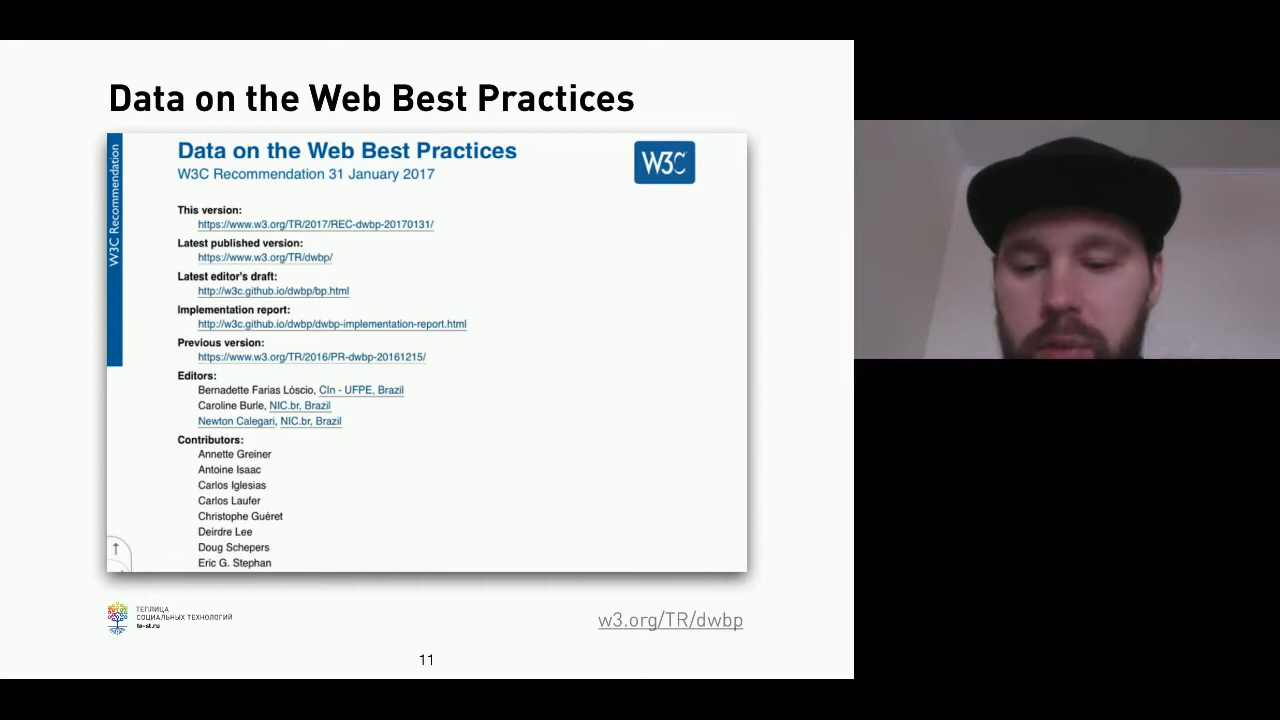 Data on the Web Best Practices
W3C Recommendation
Data on the Web Best Practices
W3C
W3C Recommendation 31 January 2017
This version:
https://www.w3.org/TR/2017/REC-dwbp-20170131/
Latest published version:
https://www.w3.org/TR/dwbp/
Latest editor's draft:
http://w3c.github.io/dwbp/bp.html
Implementation report:
http://w3c.github.io/dwbp/dwbp-implementation-report.html
Previous version:
https://www.w3.org/TR/2016/PR-dwbp-20161215/
Editors:
Bernadette Farias Lóscio, CIn - UFPE, Brazil
Caroline Burle, NIC.br, Brazil
Newton Calegari, NIC.br, Brazil
Contributors:
Annette Greiner
Antoine Isaac
Carlos Iglesias
Carlos Laufer
Christophe Guéret
Deirdre Lee
Doug Schepers
Eric G. Stephan
ТЕПЛИЦА
СОЦИАЛЬНЫХ ТЕХНОЛОГИЙ
te-st.ru
w3.org/TR/dwbp
11